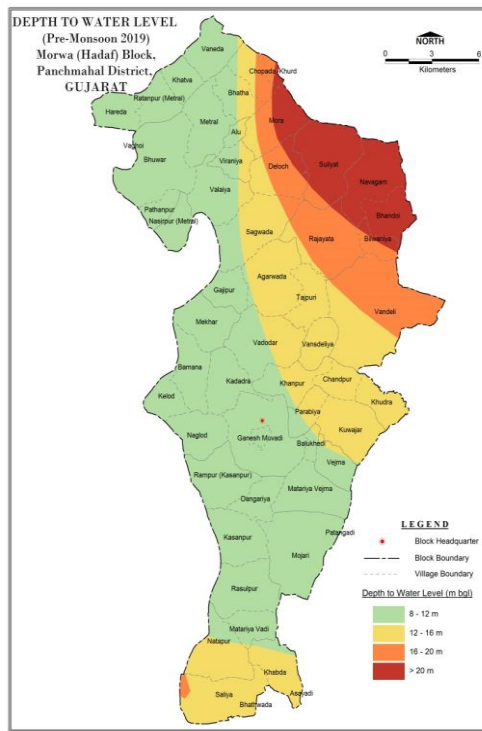 DEPTH TO WATER LEVEL
(Pre-Monsoon 2019)
Morwa (Hadaf) Block,
Panchmahal District,
GUJARAT
NORTH
0 3 6
Kilometers
Vaneda
Chopada Khurd
Khatva
Bhatha
Ratanpur (Metral)
Hareda
Metral
Mora
Alu
Vaghoi
Bhuwar
Viraniya
Deloch
Suliyat
Navagam
Valaiya
Pathanpur
Bhandoi
Nasirpur (Metral)
Sagwada
Rajayata
Bilwaniya
Agarwada
Gajipur
Tajpuri
Vandeli
Mekhar
Vadodar
Vansdeliya
Bamana
Chandpur
Kadadra
Khanpur
Kelod
Khudra
Parabiya
Kuwajar
Naglod
Ganesh Muvadi
Balukhedi
Vejma
Rampur (Kasanpur)
Matariya Vejma
Dangariya
Patangadi
Kasanpur
Mojari
Rasulpur
Matariya Vadi
Natapur
Khabda
Saliya
Asayadi
Bhathwada
LEGEND
Block Headquarter
Block Boundary
Village Boundary
Depth to Water Level (m bgl)
8 - 12 m
12 - 16 m
16 - 20 m
> 20 m